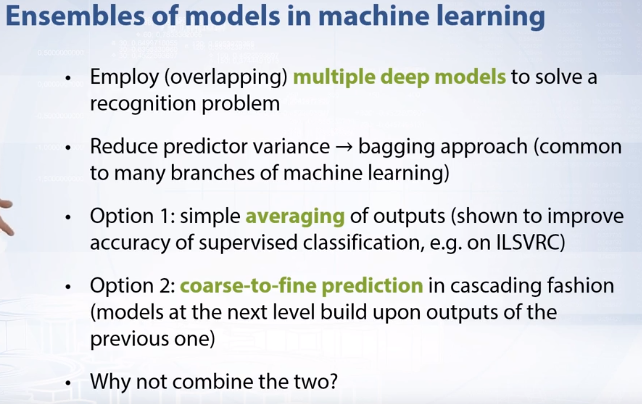 Ensembles of models in machine learning
• Employ (overlapping) multiple deep models to solve a
recognition problem
• Reduce predictor variance → bagging approach (common
to many branches of machine learning)
• Option 1: simple averaging of outputs (shown to improve
accuracy of supervised classification, e.g. on ILSVRC)
• Option 2: coarse-to-fine prediction in cascading fashion
(models at the next level build upon outputs of the
previous one)
• Why not combine the two?